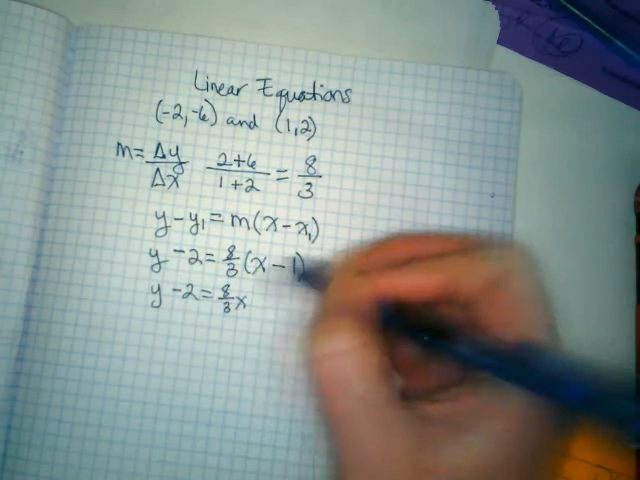 Linear Equations
(-2,-6) and (1,2)
m = Δy/Δx (2+6)/(1+2) = 8/3
y - y₁ = m(x - x₁)
y - 2 = 8/3 (x - 1)
y - 2 = 8/3 x